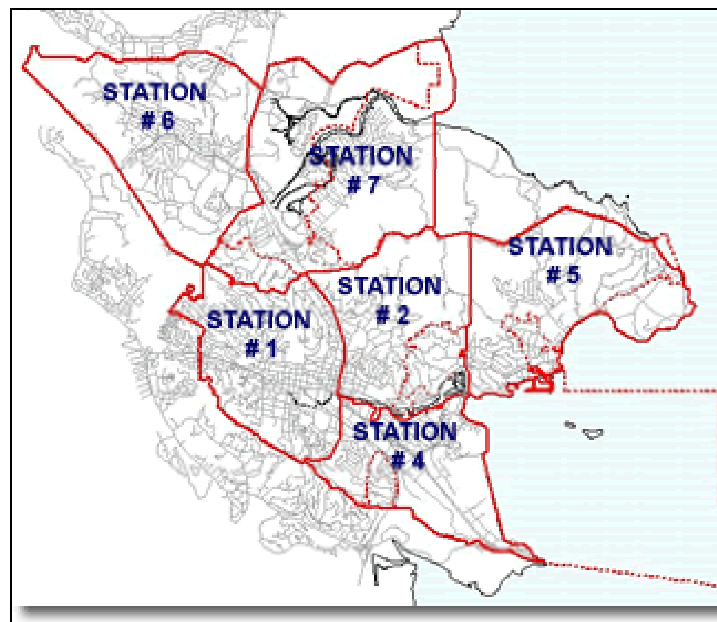 STATION
# 6
STATION
# 7
STATION
# 5
STATION
# 2
STATION
# 1
STATION
# 4